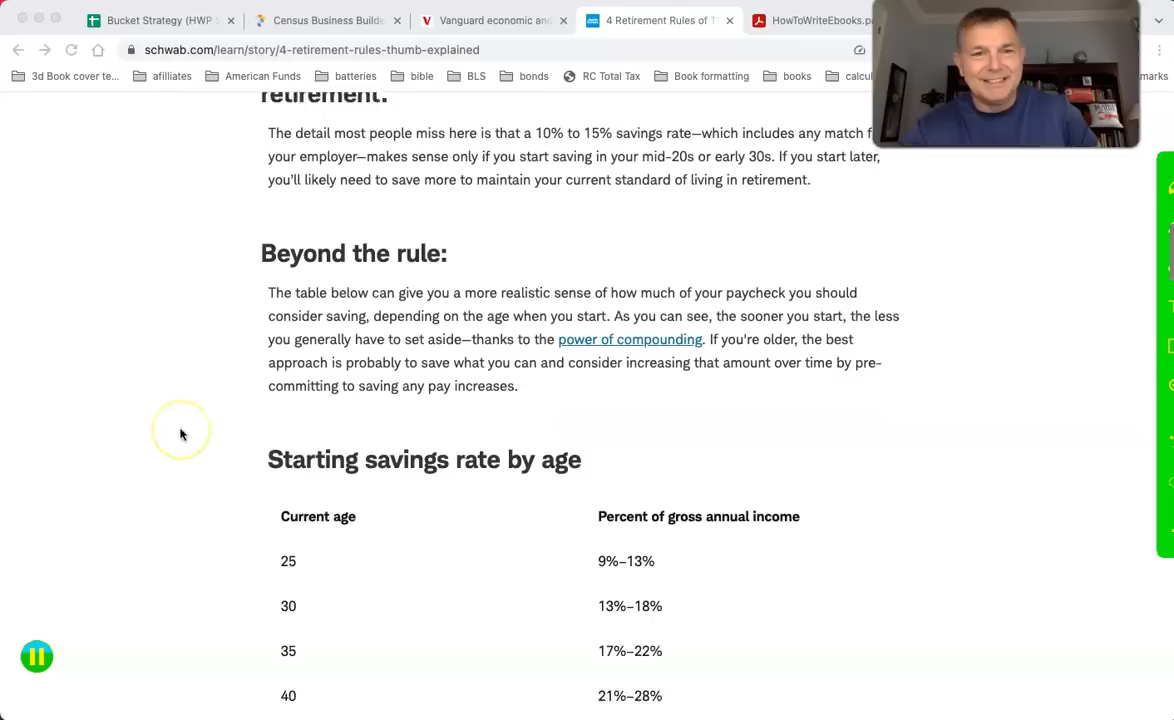 Bucket Strategy (HWP
Census Business Builde
Vanguard economic an
4 Retirement Rules of T
HowToWriteEbooks.p
schwab.com/learn/story/4-retirement-rules-thumb-explained
3d Book cover te...
afilliates
American Funds
batteries
bible
BLS
bonds
RC Total Tax
Book formatting
books
calcul
marks
retirement.
The detail most people miss here is that a 10% to 15% savings rate—which includes any match f
your employer—makes sense only if you start saving in your mid-20s or early 30s. If you start later,
you'll likely need to save more to maintain your current standard of living in retirement.
Beyond the rule:
The table below can give you a more realistic sense of how much of your paycheck you should
consider saving, depending on the age when you start. As you can see, the sooner you start, the less
you generally have to set aside—thanks to the power of compounding. If you're older, the best
approach is probably to save what you can and consider increasing that amount over time by pre-
committing to saving any pay increases.
Starting savings rate by age
Current age Percent of gross annual income
25 9%–13%
30 13%–18%
35 17%–22%
40 21%–28%